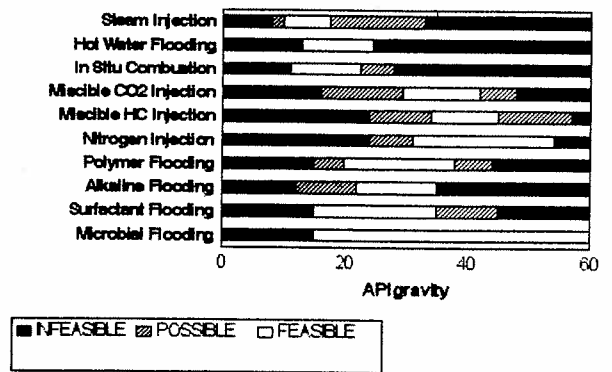 Steam Injection
Hot Water Flooding
In Situ Combustion
Miscible CO2 Injection
Miscible HC Injection
Nitrogen Injection
Polymer Flooding
Alkaline Flooding
Surfactant Flooding
Microbial Flooding
0 20 40 60
API gravity
INFEASIBLE POSSIBLE FEASIBLE